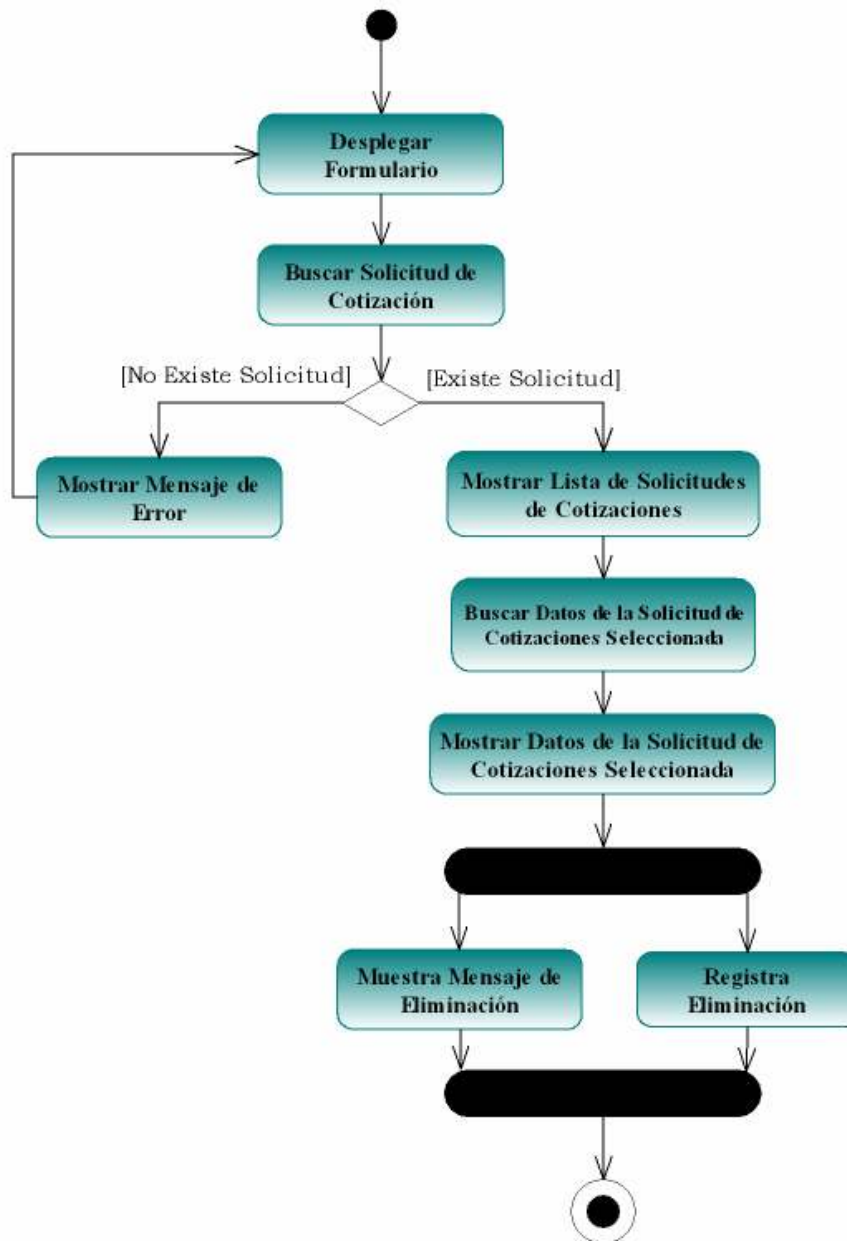 Desplegar
Formulario
Buscar Solicitud de
Cotización
[No Existe Solicitud]
[Existe Solicitud]
Mostrar Mensaje de
Error
Mostrar Lista de Solicitudes
de Cotizaciones
Buscar Datos de la Solicitud de
Cotizaciones Seleccionada
Mostrar Datos de la Solicitud de
Cotizaciones Seleccionada
Muestra Mensaje de
Eliminación
Registra
Eliminación